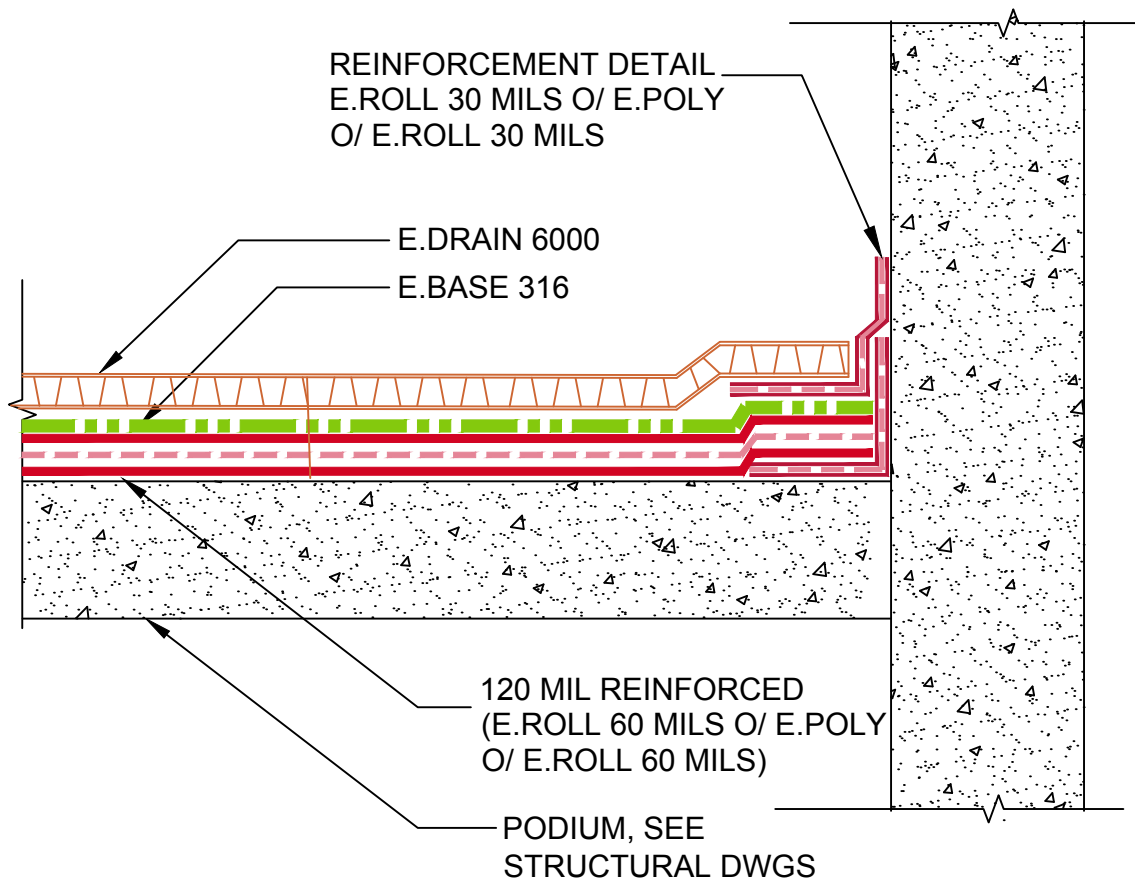 REINFORCEMENT DETAIL
E.ROLL 30 MILS O/ E.POLY
O/ E.ROLL 30 MILS
E.DRAIN 6000
E.BASE 316
120 MIL REINFORCED
(E.ROLL 60 MILS O/ E.POLY
O/ E.ROLL 60 MILS)
PODIUM, SEE
STRUCTURAL DWGS